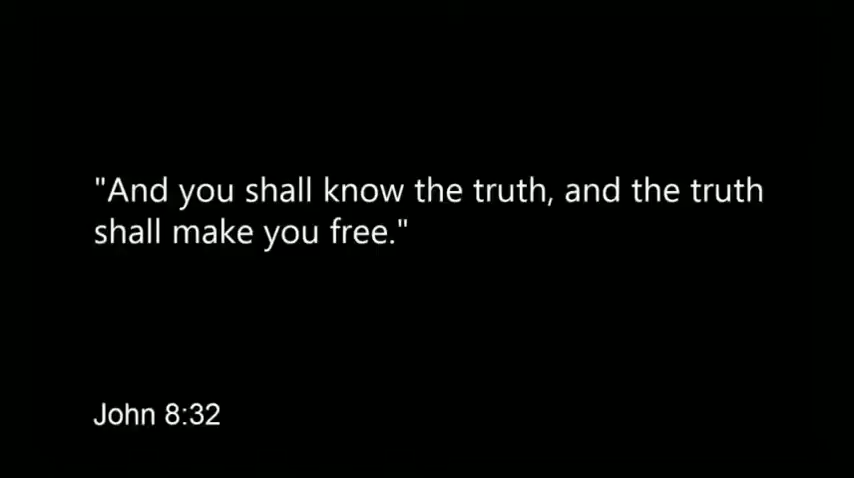 "And you shall know the truth, and the truth
shall make you free."
John 8:32